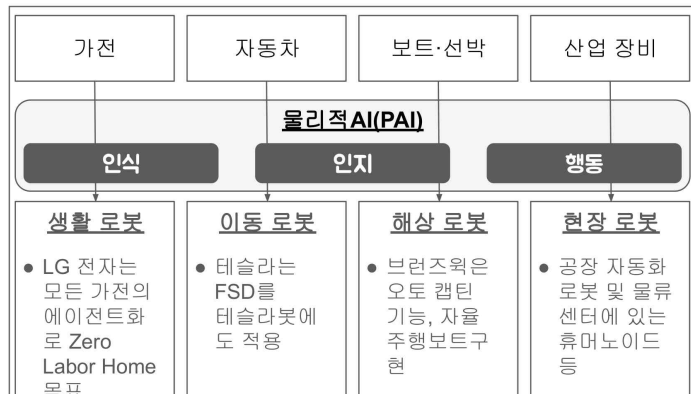 가전
자동차
보트·선박
산업 장비
물리적AI(PAI)
인식
인지
행동
생활 로봇
● LG 전자는
모든 가전의
에이전트화
로 Zero
Labor Home
목표
이동 로봇
● 테슬라는
FSD를
테슬라봇에
도 적용
해상 로봇
● 브런즈윅은
오토 캡틴
기능, 자율
주행보트구
현
현장 로봇
● 공장 자동화
로봇 및 물류
센터에 있는
휴머노이드
등